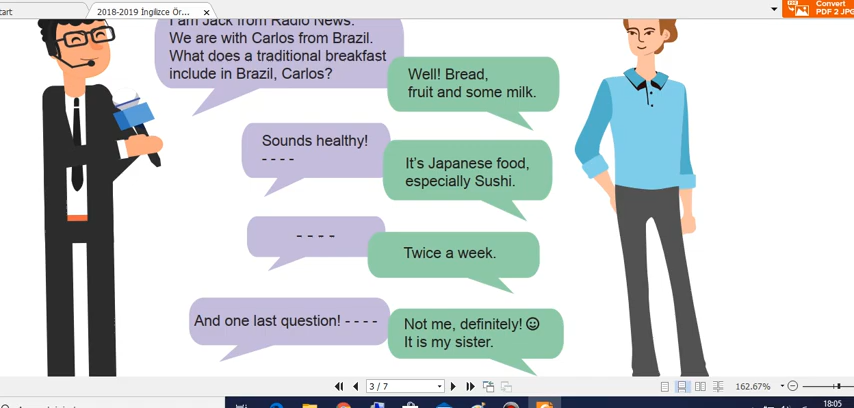 tart
2018-2019 İngilizce Ör...
Convert
PDF 2 JPG
I am Jack from Radio News.
We are with Carlos from Brazil.
What does a traditional breakfast
include in Brazil, Carlos?
Well! Bread,
fruit and some milk.
Sounds healthy!
- - - -
It's Japanese food,
especially Sushi.
- - - -
Twice a week.
And one last question! - - - -
Not me, definitely! ☺
It is my sister.
3 / 7
162.67%
18:05